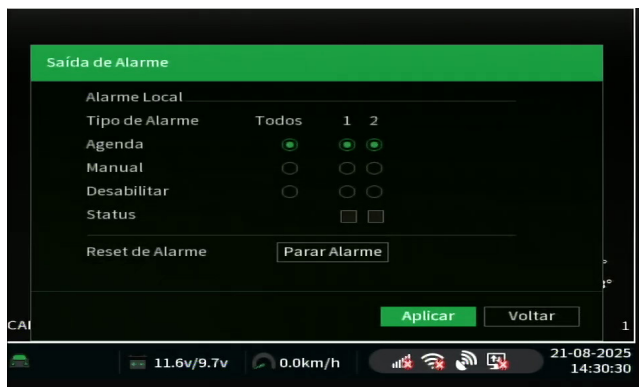 Saída de Alarme
Alarme Local
Tipo de Alarme Todos 1 2
Agenda
Manual
Desabilitar
Status
Reset de Alarme Parar Alarme
Aplicar Voltar
CAI 1
11.6v/9.7v 0.0km/h 21-08-2025
14:30:30